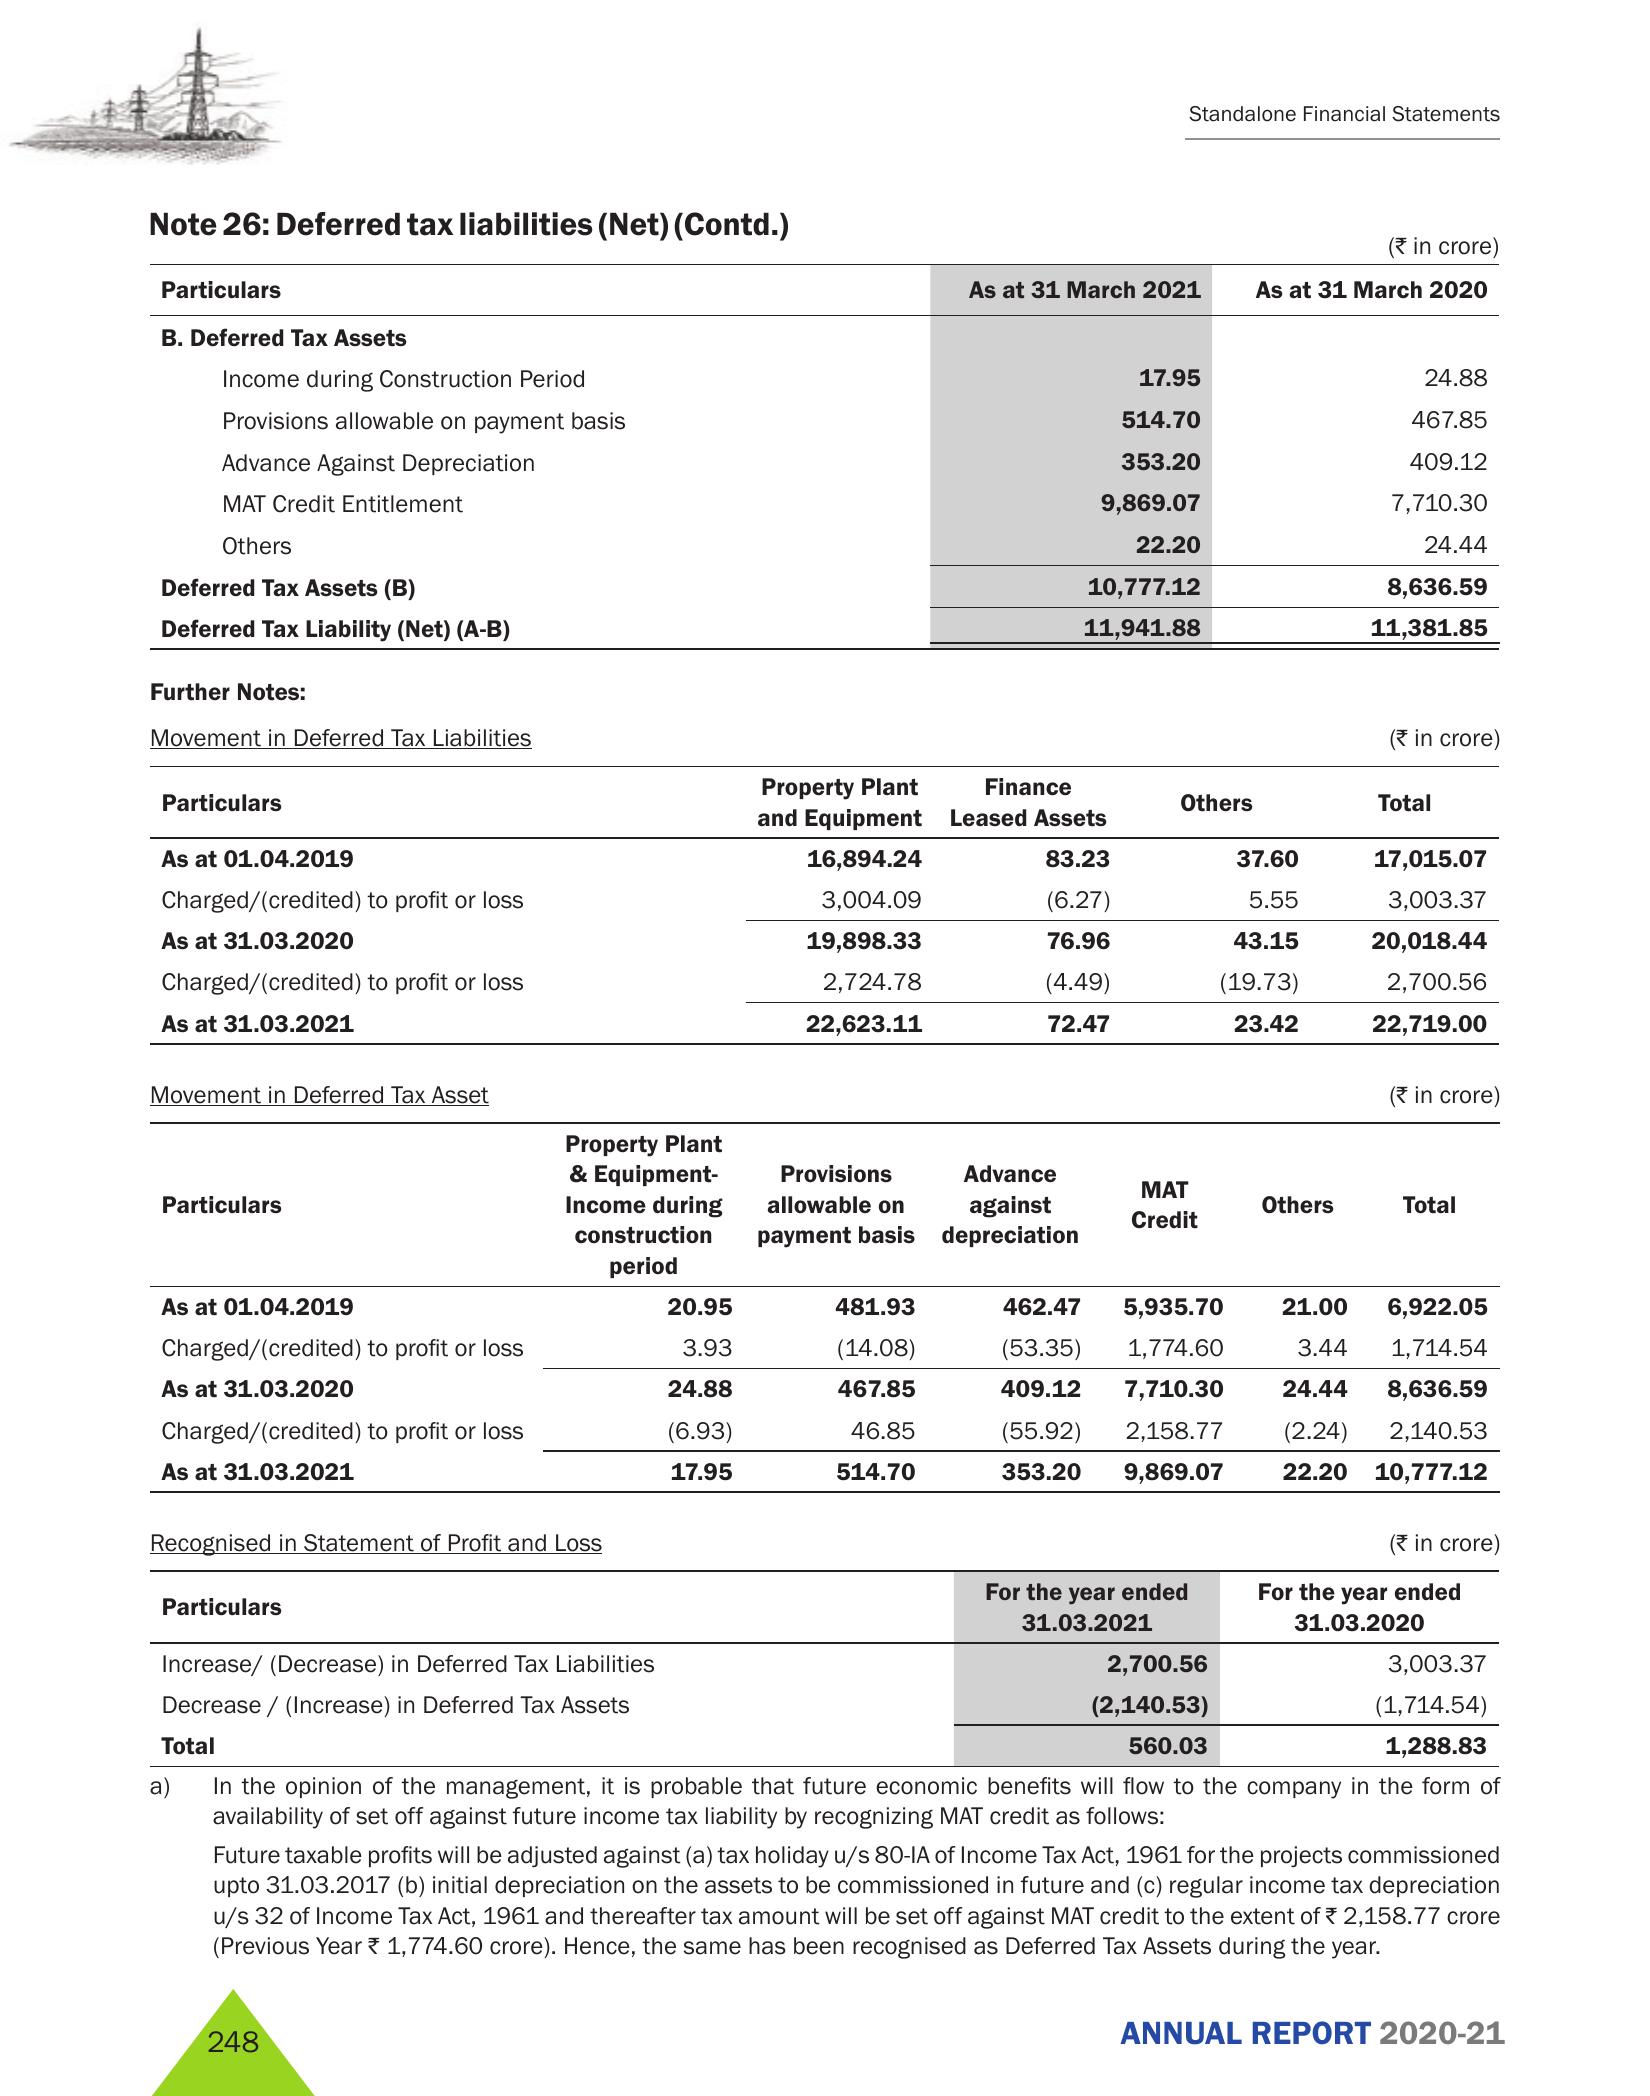 Standalone Financial Statements
Note 26: Deferred tax liabilities (Net) (Contd.)
(₹ in crore)
Particulars As at 31 March 2021 As at 31 March 2020
B. Deferred Tax Assets
Income during Construction Period 17.95 24.88
Provisions allowable on payment basis 514.70 467.85
Advance Against Depreciation 353.20 409.12
MAT Credit Entitlement 9,869.07 7,710.30
Others 22.20 24.44
Deferred Tax Assets (B) 10,777.12 8,636.59
Deferred Tax Liability (Net) (A-B) 11,941.88 11,381.85
Further Notes:
Movement in Deferred Tax Liabilities (₹ in crore)
Particulars Property Plant and Equipment Finance Leased Assets Others Total
As at 01.04.2019 16,894.24 83.23 37.60 17,015.07
Charged/(credited) to profit or loss 3,004.09 (6.27) 5.55 3,003.37
As at 31.03.2020 19,898.33 76.96 43.15 20,018.44
Charged/(credited) to profit or loss 2,724.78 (4.49) (19.73) 2,700.56
As at 31.03.2021 22,623.11 72.47 23.42 22,719.00
Movement in Deferred Tax Asset (₹ in crore)
Particulars Property Plant & Equipment- Income during construction period Provisions allowable on payment basis Advance against depreciation MAT Credit Others Total
As at 01.04.2019 20.95 481.93 462.47 5,935.70 21.00 6,922.05
Charged/(credited) to profit or loss 3.93 (14.08) (53.35) 1,774.60 3.44 1,714.54
As at 31.03.2020 24.88 467.85 409.12 7,710.30 24.44 8,636.59
Charged/(credited) to profit or loss (6.93) 46.85 (55.92) 2,158.77 (2.24) 2,140.53
As at 31.03.2021 17.95 514.70 353.20 9,869.07 22.20 10,777.12
Recognised in Statement of Profit and Loss (₹ in crore)
Particulars For the year ended 31.03.2021 For the year ended 31.03.2020
Increase/ (Decrease) in Deferred Tax Liabilities 2,700.56 3,003.37
Decrease / (Increase) in Deferred Tax Assets (2,140.53) (1,714.54)
Total 560.03 1,288.83
a) In the opinion of the management, it is probable that future economic benefits will flow to the company in the form of
availability of set off against future income tax liability by recognizing MAT credit as follows:
Future taxable profits will be adjusted against (a) tax holiday u/s 80-IA of Income Tax Act, 1961 for the projects commissioned
upto 31.03.2017 (b) initial depreciation on the assets to be commissioned in future and (c) regular income tax depreciation
u/s 32 of Income Tax Act, 1961 and thereafter tax amount will be set off against MAT credit to the extent of ₹ 2,158.77 crore
(Previous Year ₹ 1,774.60 crore). Hence, the same has been recognised as Deferred Tax Assets during the year.
248
ANNUAL REPORT 2020-21